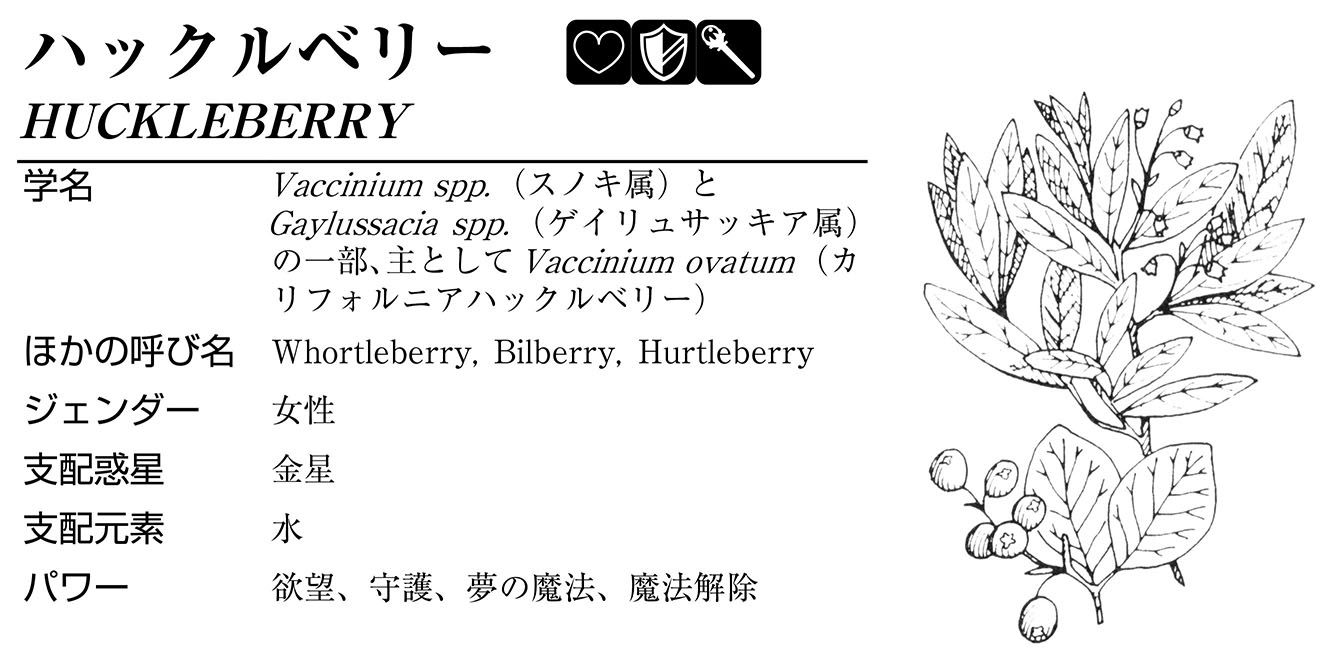 ハックルベリー
HUCKLEBERRY
学名 Vaccinium spp.（スノキ属）と
Gaylussacia spp.（ゲイリュサッキア属）
の一部、主として Vaccinium ovatum（カ
リフォルニアハックルベリー）
ほかの呼び名 Whortleberry, Bilberry, Hurtleberry
ジェンダー 女性
支配惑星 金星
支配元素 水
パワー 欲望、守護、夢の魔法、魔法解除